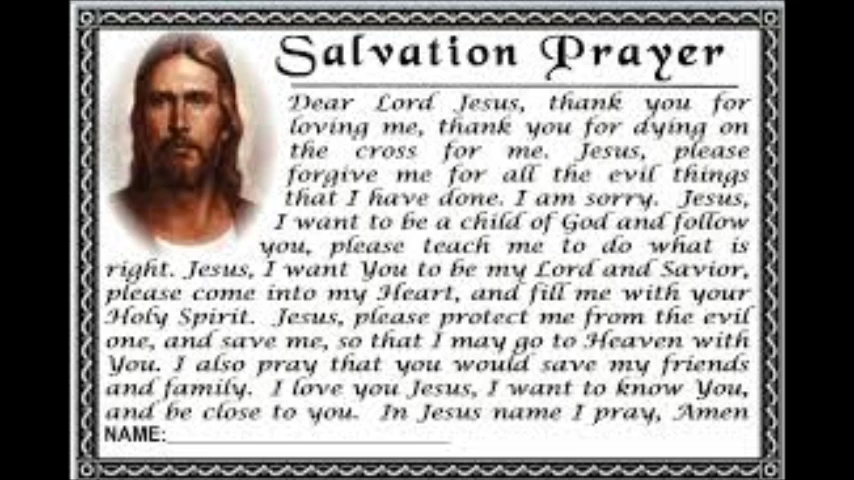 Salvation Prayer
Dear Lord Jesus, thank you for
loving me, thank you for dying on
the cross for me. Jesus, please
forgive me for all the evil things
that I have done. I am sorry. Jesus,
I want to be a child of God and follow
you, please teach me to do what is
right. Jesus, I want You to be my Lord and Savior,
please come into my Heart, and fill me with your
Holy Spirit. Jesus, please protect me from the evil
one, and save me, so that I may go to Heaven with
You. I also pray that you would save my friends
and family. I love you Jesus, I want to know You,
and be close to you. In Jesus name I pray, Amen
NAME: